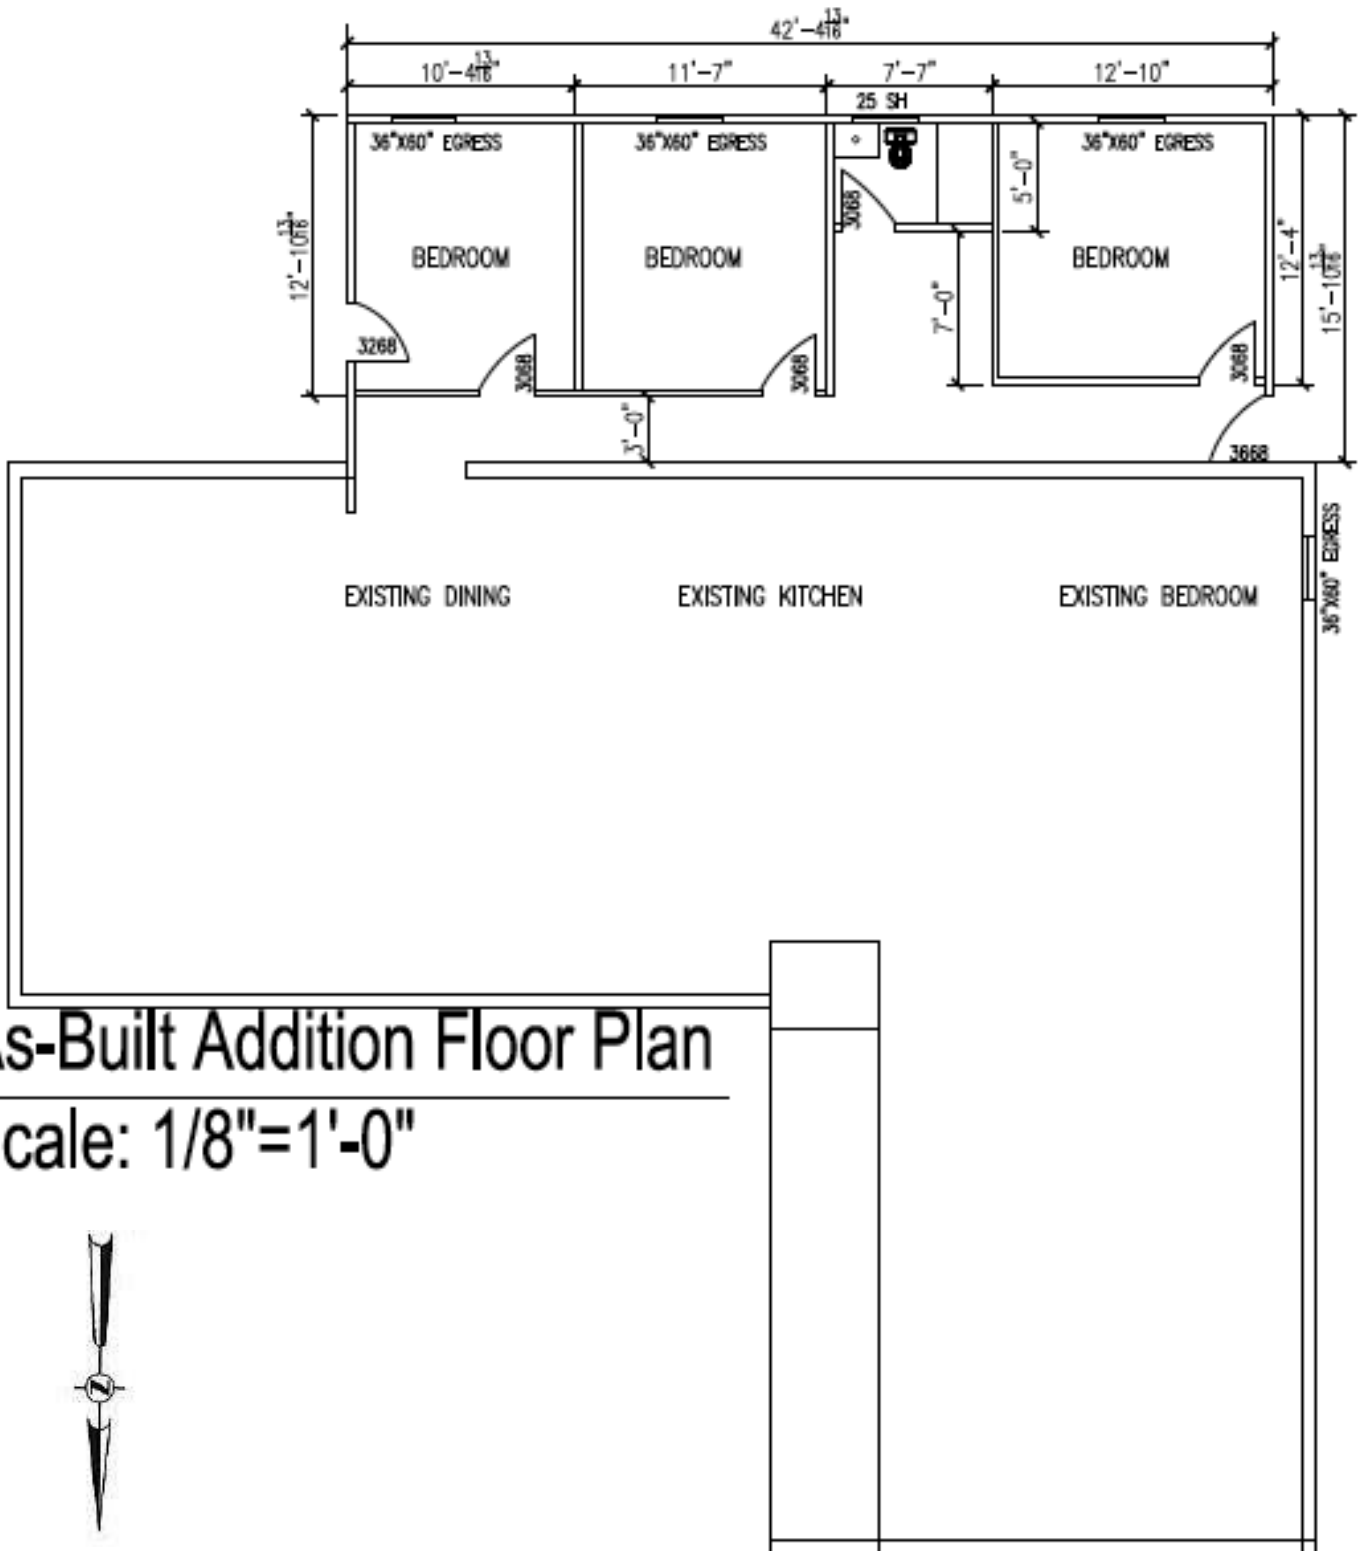 42'-4 13/16"
10'-4 13/16"
11'-7"
7'-7"
12'-10"
25 SH
36"X60" EGRESS
36"X60" EGRESS
36"X60" EGRESS
5'-0"
3068
12'-10 13/16"
BEDROOM
BEDROOM
BEDROOM
12'-4"
15'-10 13/16"
7'-0"
3268
3068
3068
3068
3'-0"
3668
36"X60" EGRESS
EXISTING DINING
EXISTING KITCHEN
EXISTING BEDROOM
As-Built Addition Floor Plan
cale: 1/8"=1'-0"
N